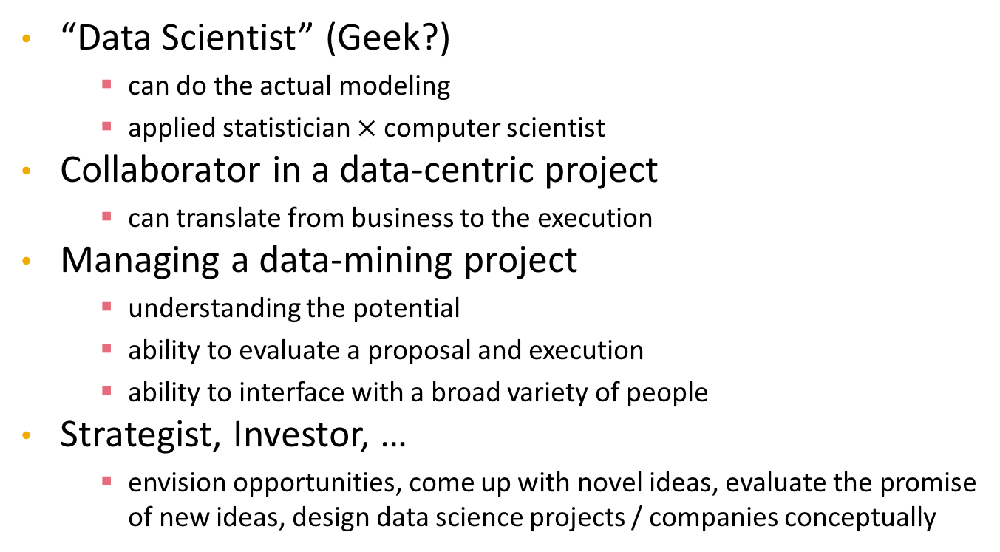 • “Data Scientist” (Geek?)
▪ can do the actual modeling
▪ applied statistician × computer scientist
• Collaborator in a data-centric project
▪ can translate from business to the execution
• Managing a data-mining project
▪ understanding the potential
▪ ability to evaluate a proposal and execution
▪ ability to interface with a broad variety of people
• Strategist, Investor, …
▪ envision opportunities, come up with novel ideas, evaluate the promise
of new ideas, design data science projects / companies conceptually